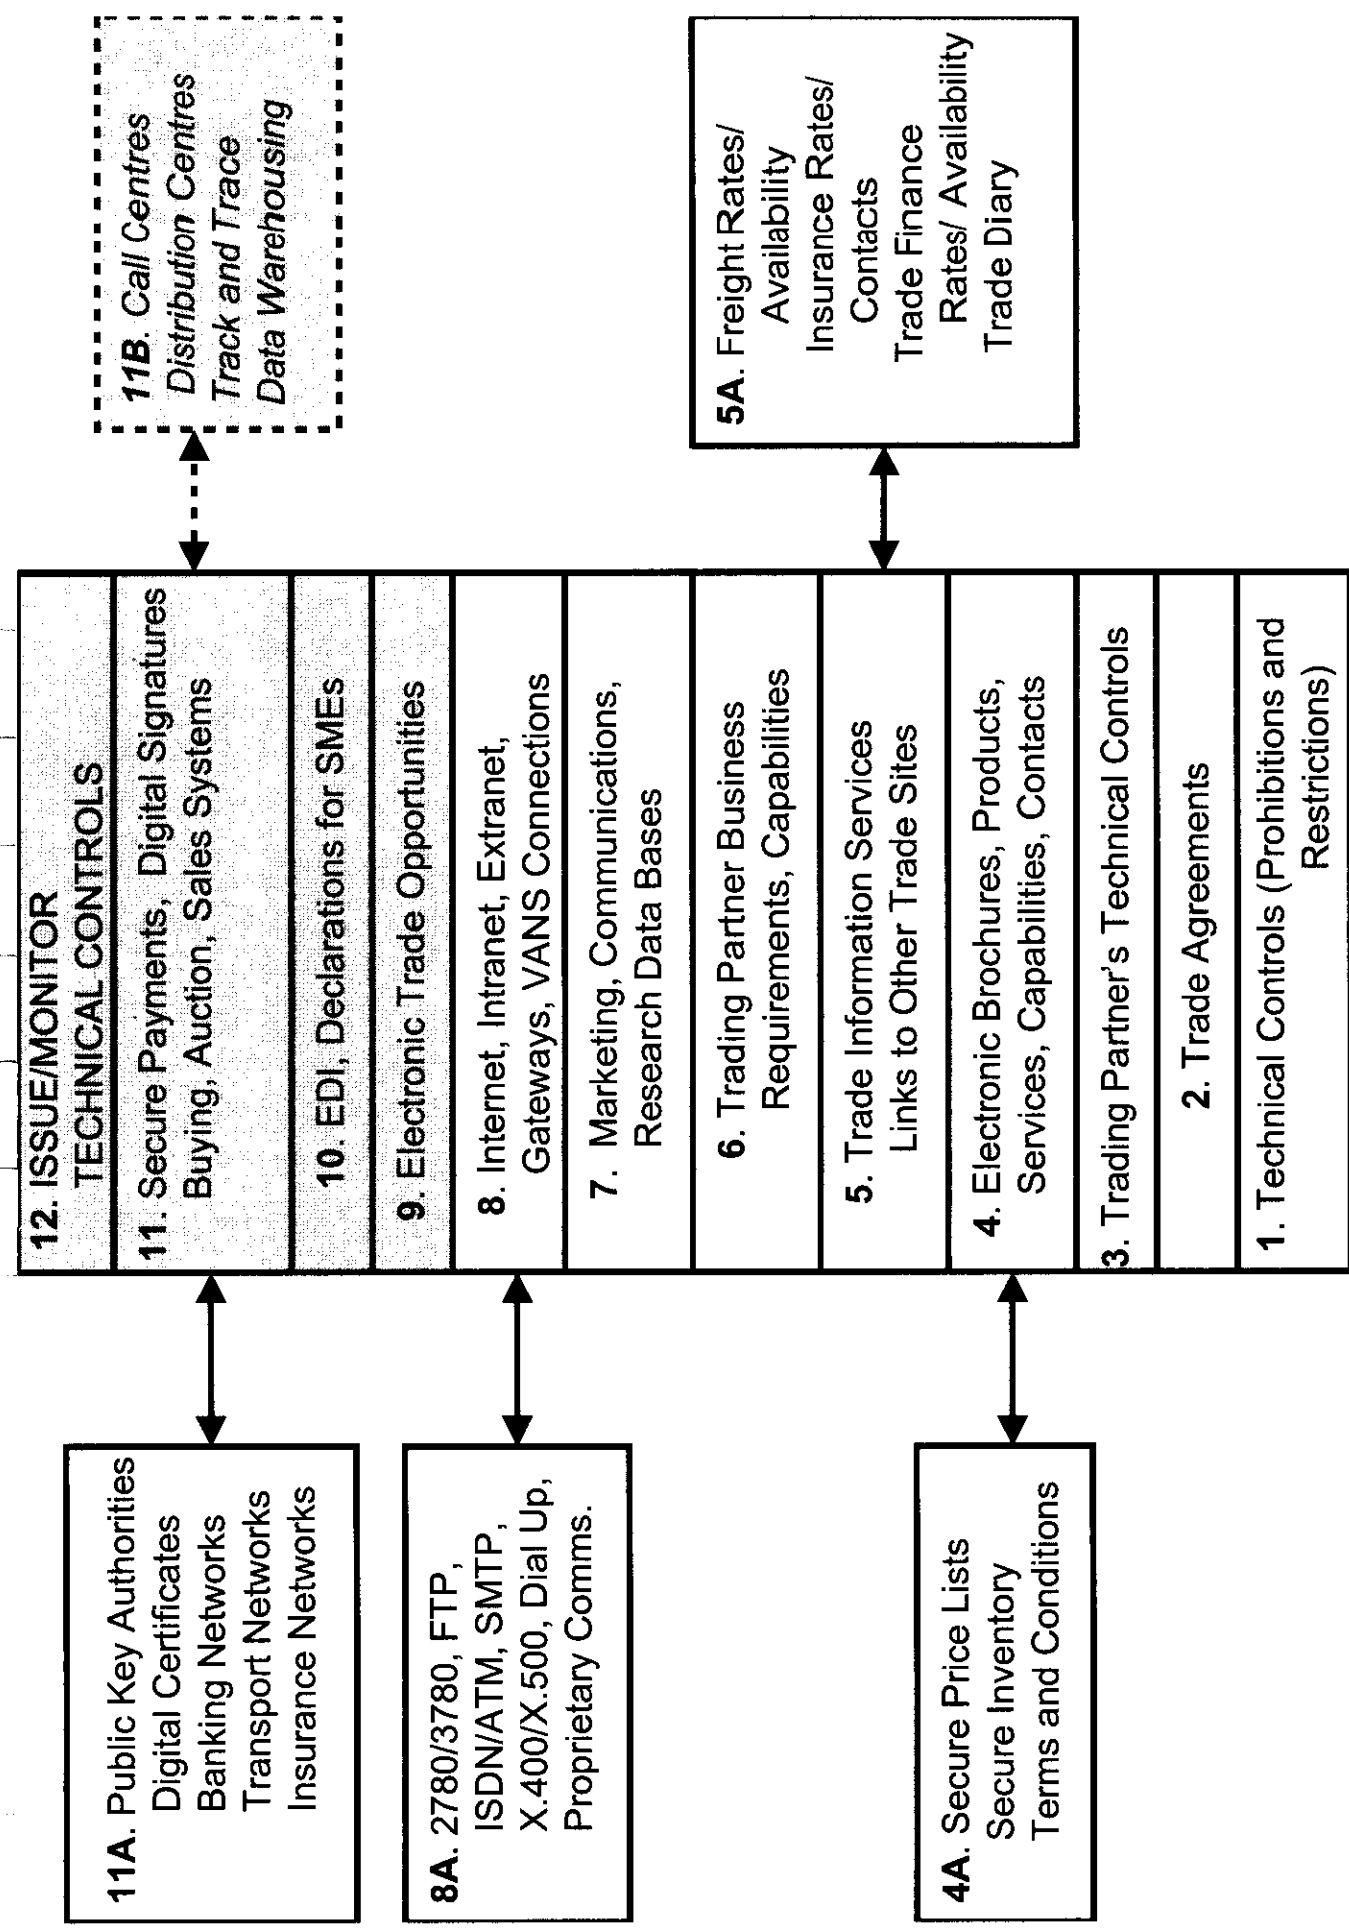 12. ISSUE/MONITOR
TECHNICAL CONTROLS
11. Secure Payments, Digital Signatures
Buying, Auction, Sales Systems
10. EDI, Declarations for SMEs
9. Electronic Trade Opportunities
8. Internet, Intranet, Extranet,
Gateways, VANS Connections
7. Marketing, Communications,
Research Data Bases
6. Trading Partner Business
Requirements, Capabilities
5. Trade Information Services
Links to Other Trade Sites
4. Electronic Brochures, Products,
Services, Capabilities, Contacts
3. Trading Partner's Technical Controls
2. Trade Agreements
1. Technical Controls (Prohibitions and
Restrictions)
11A. Public Key Authorities
Digital Certificates
Banking Networks
Transport Networks
Insurance Networks
8A. 2780/3780, FTP,
ISDN/ATM, SMTP,
X.400/X.500, Dial Up,
Proprietary Comms.
4A. Secure Price Lists
Secure Inventory
Terms and Conditions
11B. Call Centres
Distribution Centres
Track and Trace
Data Warehousing
5A. Freight Rates/
Availability
Insurance Rates/
Contacts
Trade Finance
Rates/ Availability
Trade Diary